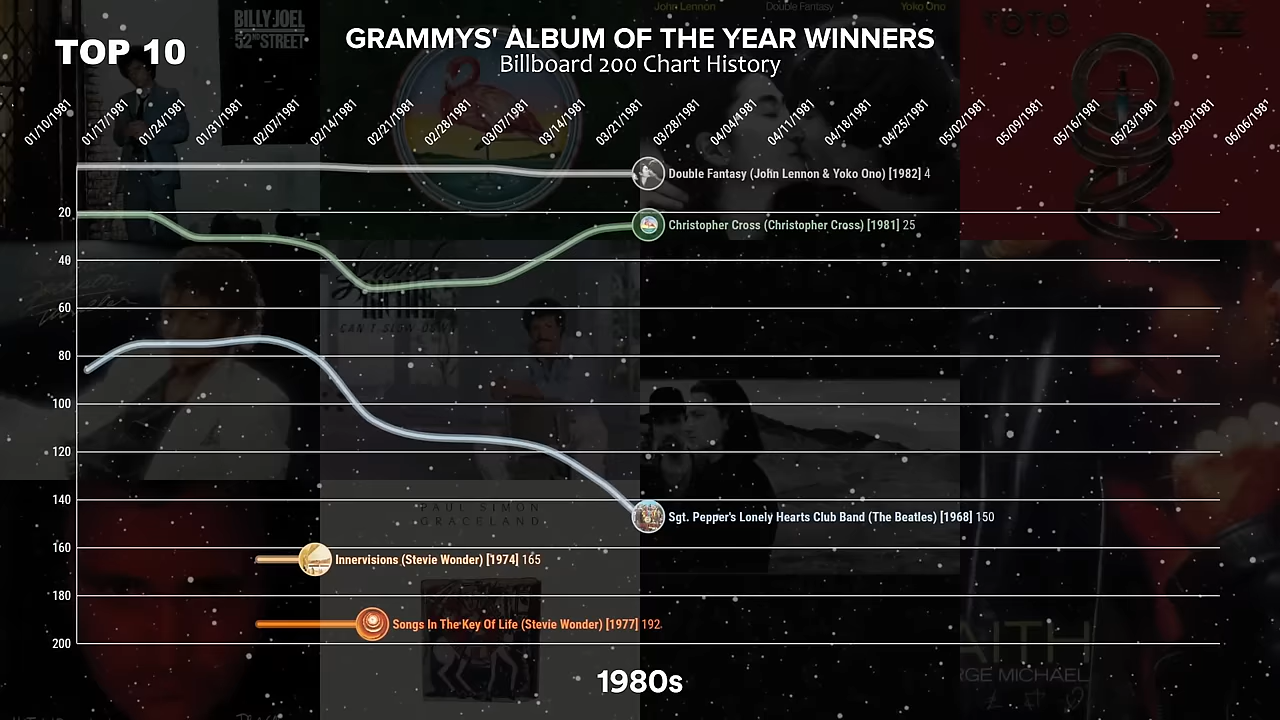 John Lennon Double Fantasy Yoko Ono
BILLY JOEL
52ND STREET
TOTO IV
TOP 10
GRAMMYS' ALBUM OF THE YEAR WINNERS
Billboard 200 Chart History
01/10/1981 01/17/1981 01/24/1981 01/31/1981 02/07/1981 02/14/1981 02/21/1981 02/28/1981 03/07/1981 03/14/1981 03/21/1981 03/28/1981 04/04/1981 04/11/1981 04/18/1981 04/25/1981 05/02/1981 05/09/1981 05/16/1981 05/23/1981 05/30/1981 06/06/1981
Double Fantasy (John Lennon & Yoko Ono) [1982] 4
20
Christopher Cross (Christopher Cross) [1981] 25
40
60
CAN'T SLOW DOWN
80
100
120
140
PAUL SIMON
GRACELAND
Sgt. Pepper's Lonely Hearts Club Band (The Beatles) [1968] 150
160
Innervisions (Stevie Wonder) [1974] 165
180
Songs In The Key Of Life (Stevie Wonder) [1977] 192
200
AITH
RGE MICHAEL
1980s